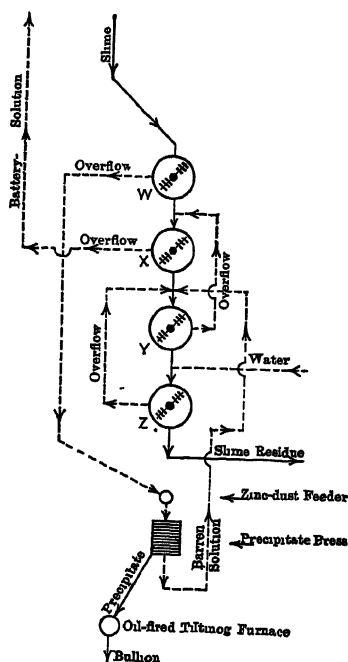 Battery-
Solution
Slime
Overflow
W
Overflow
X
Overflow
Y
Overflow
Water
Z
Slime Residue
Zinc-dust Feeder
Precipitate Press
Barren
Solution
Precipitate
Oil-fired Tilting Furnace
Bullion